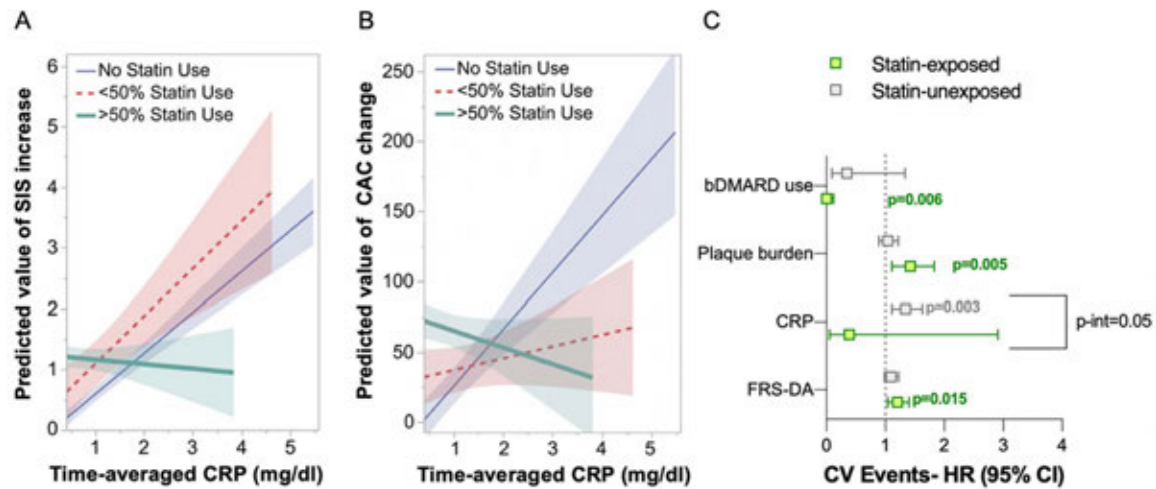 A
Predicted value of SIS increase
6
5
4
3
2
1
0
No Statin Use
<50% Statin Use
>50% Statin Use
1 2 3 4 5
Time-averaged CRP (mg/dl)
B
Predicted value of CAC change
250
200
150
100
50
0
No Statin Use
<50% Statin Use
>50% Statin Use
1 2 3 4 5
Time-averaged CRP (mg/dl)
C
Statin-exposed
Statin-unexposed
bDMARD use
p=0.006
Plaque burden
p=0.005
CRP
p=0.003
p-int=0.05
FRS-DA
p=0.015
0 1 2 3 4
CV Events- HR (95% CI)